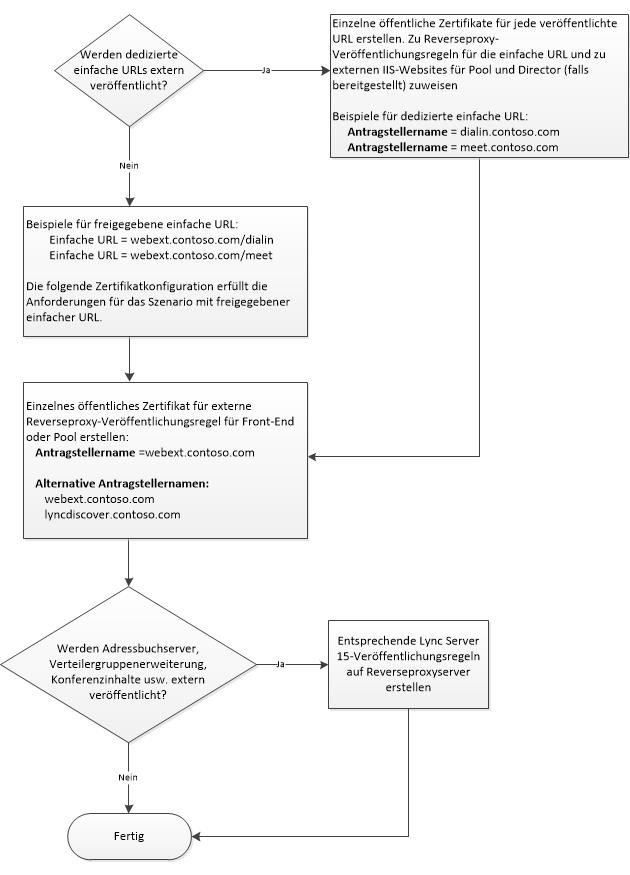 Werden dedizierte
einfache URLs extern
veröffentlicht?
Ja
Einzelne öffentliche Zertifikate für jede veröffentlichte
URL erstellen. Zu Reverseproxy-
Veröffentlichungsregeln für die einfache URL und zu
externen IIS-Websites für Pool und Director (falls
bereitgestellt) zuweisen
Beispiele für dedizierte einfache URL:
Antragstellername = dialin.contoso.com
Antragstellername = meet.contoso.com
Nein
Beispiele für freigegebene einfache URL:
Einfache URL = webext.contoso.com/dialin
Einfache URL = webext.contoso.com/meet
Die folgende Zertifikatkonfiguration erfüllt die
Anforderungen für das Szenario mit freigegebener
einfacher URL.
Einzelnes öffentliches Zertifikat für externe
Reverseproxy-Veröffentlichungsregel für Front-End
oder Pool erstellen:
Antragstellername =webext.contoso.com
Alternative Antragstellernamen:
webext.contoso.com
lyncdiscover.contoso.com
Werden Adressbuchserver,
Verteilergruppenerweiterung,
Konferenzinhalte usw. extern
veröffentlicht?
Ja
Entsprechende Lync Server
15-Veröffentlichungsregeln
auf Reverseproxyserver
erstellen
Nein
Fertig